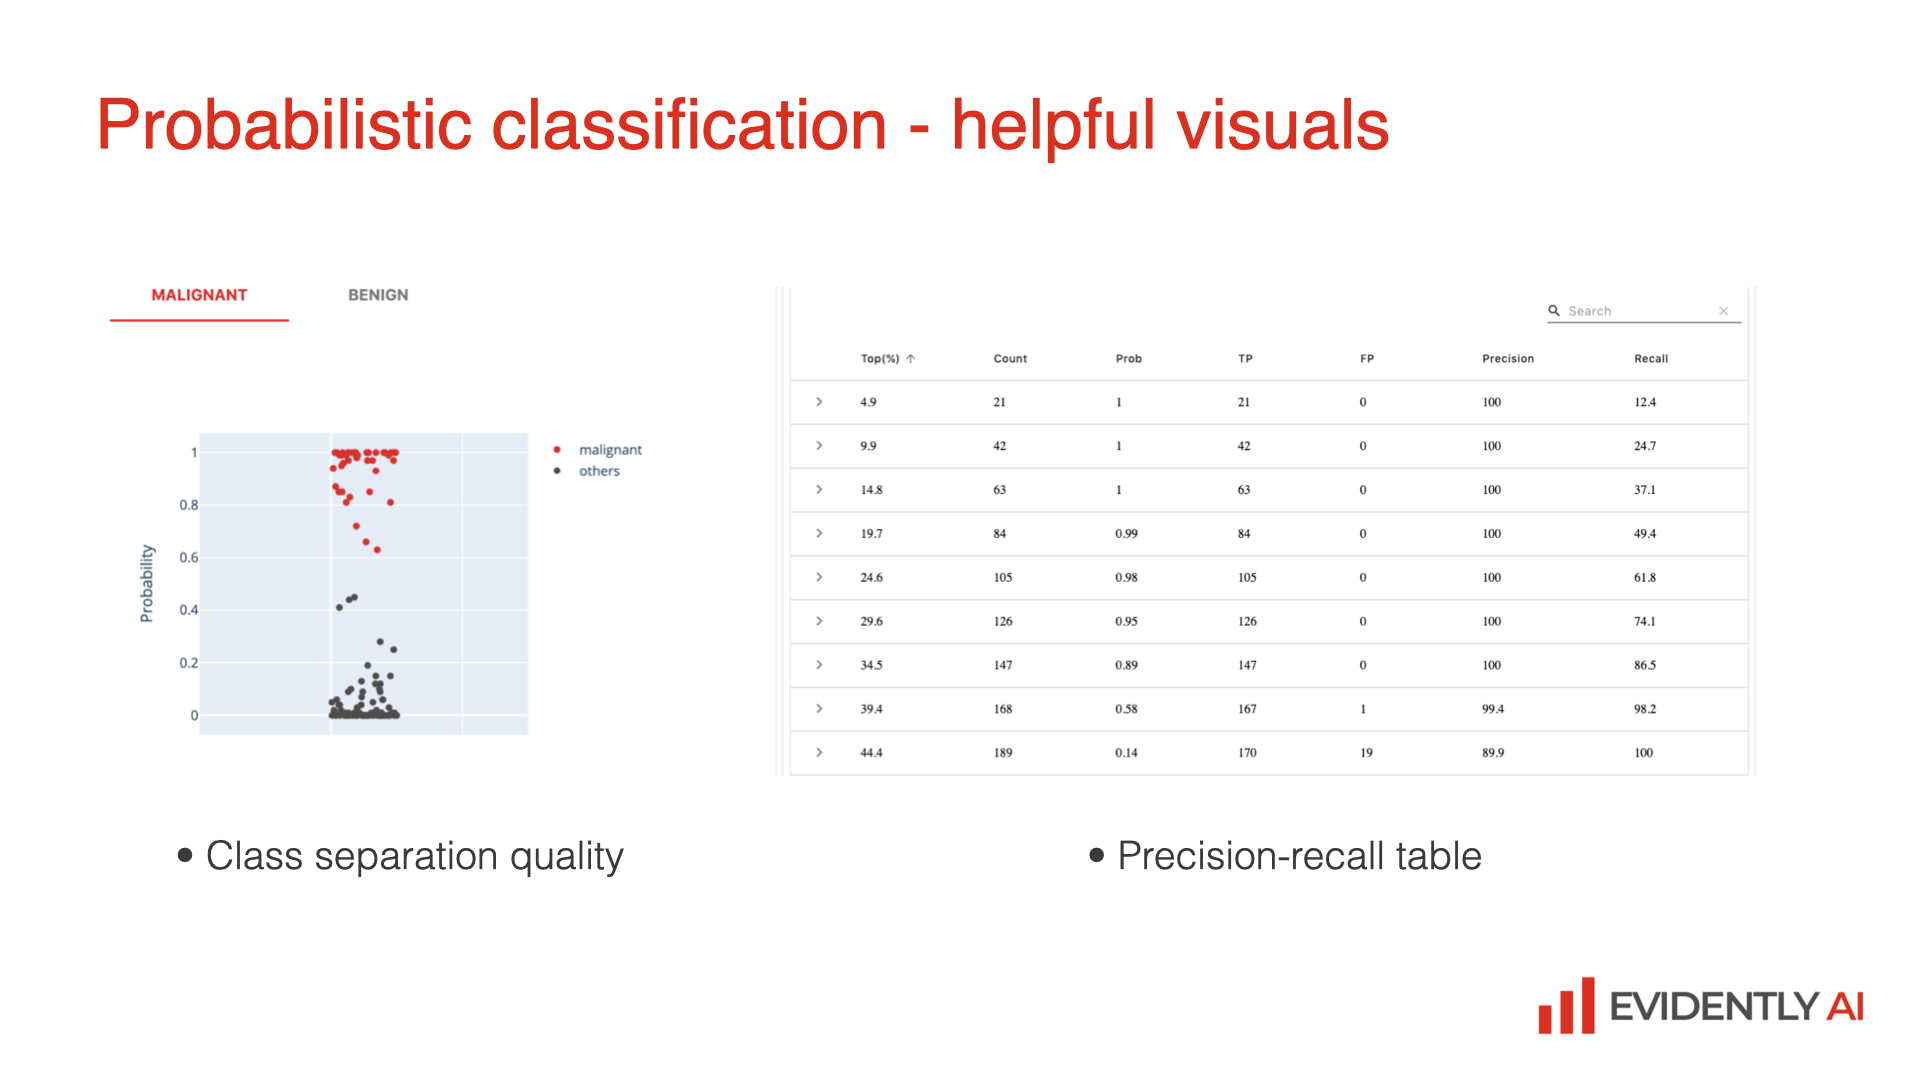 Probabilistic classification - helpful visuals
MALIGNANT BENIGN
Probability
1
0.8
0.6
0.4
0.2
0
malignant
others
Search
Top(%) Count Prob TP FP Precision Recall
4.9 21 1 21 0 100 12.4
9.9 42 1 42 0 100 24.7
14.8 63 1 63 0 100 37.1
19.7 84 0.99 84 0 100 49.4
24.6 105 0.98 105 0 100 61.8
29.6 126 0.95 126 0 100 74.1
34.5 147 0.89 147 0 100 86.5
39.4 168 0.58 167 1 99.4 98.2
44.4 189 0.14 170 19 89.9 100
• Class separation quality
• Precision-recall table
EVIDENTLY AI